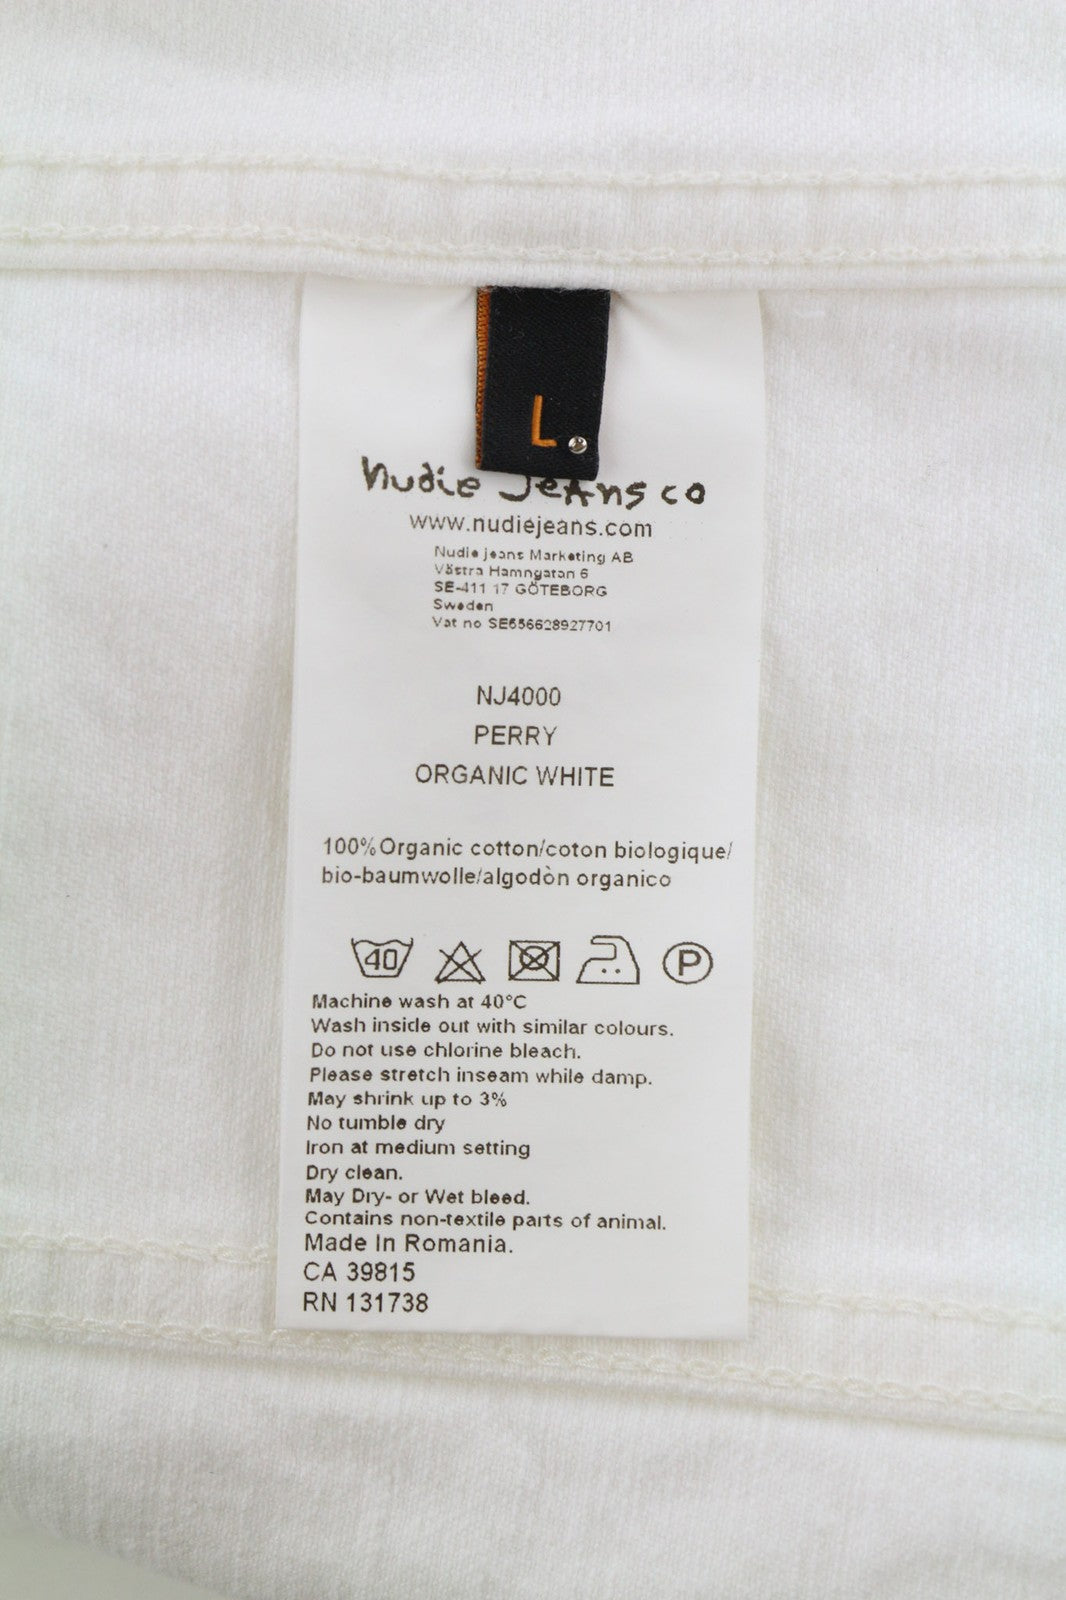 L.
nudie jeans co
www.nudiejeans.com
Nudie jeans Marketing AB
Västra Hamngatan 6
SE-411 17 GÖTEBORG
Sweden
Vat no SE556628927701
NJ4000
PERRY
ORGANIC WHITE
100%Organic cotton/coton biologique/
bio-baumwolle/algodòn organico
40 P
Machine wash at 40°C
Wash inside out with similar colours.
Do not use chlorine bleach.
Please stretch inseam while damp.
May shrink up to 3%
No tumble dry
Iron at medium setting
Dry clean.
May Dry- or Wet bleed.
Contains non-textile parts of animal.
Made In Romania.
CA 39815
RN 131738